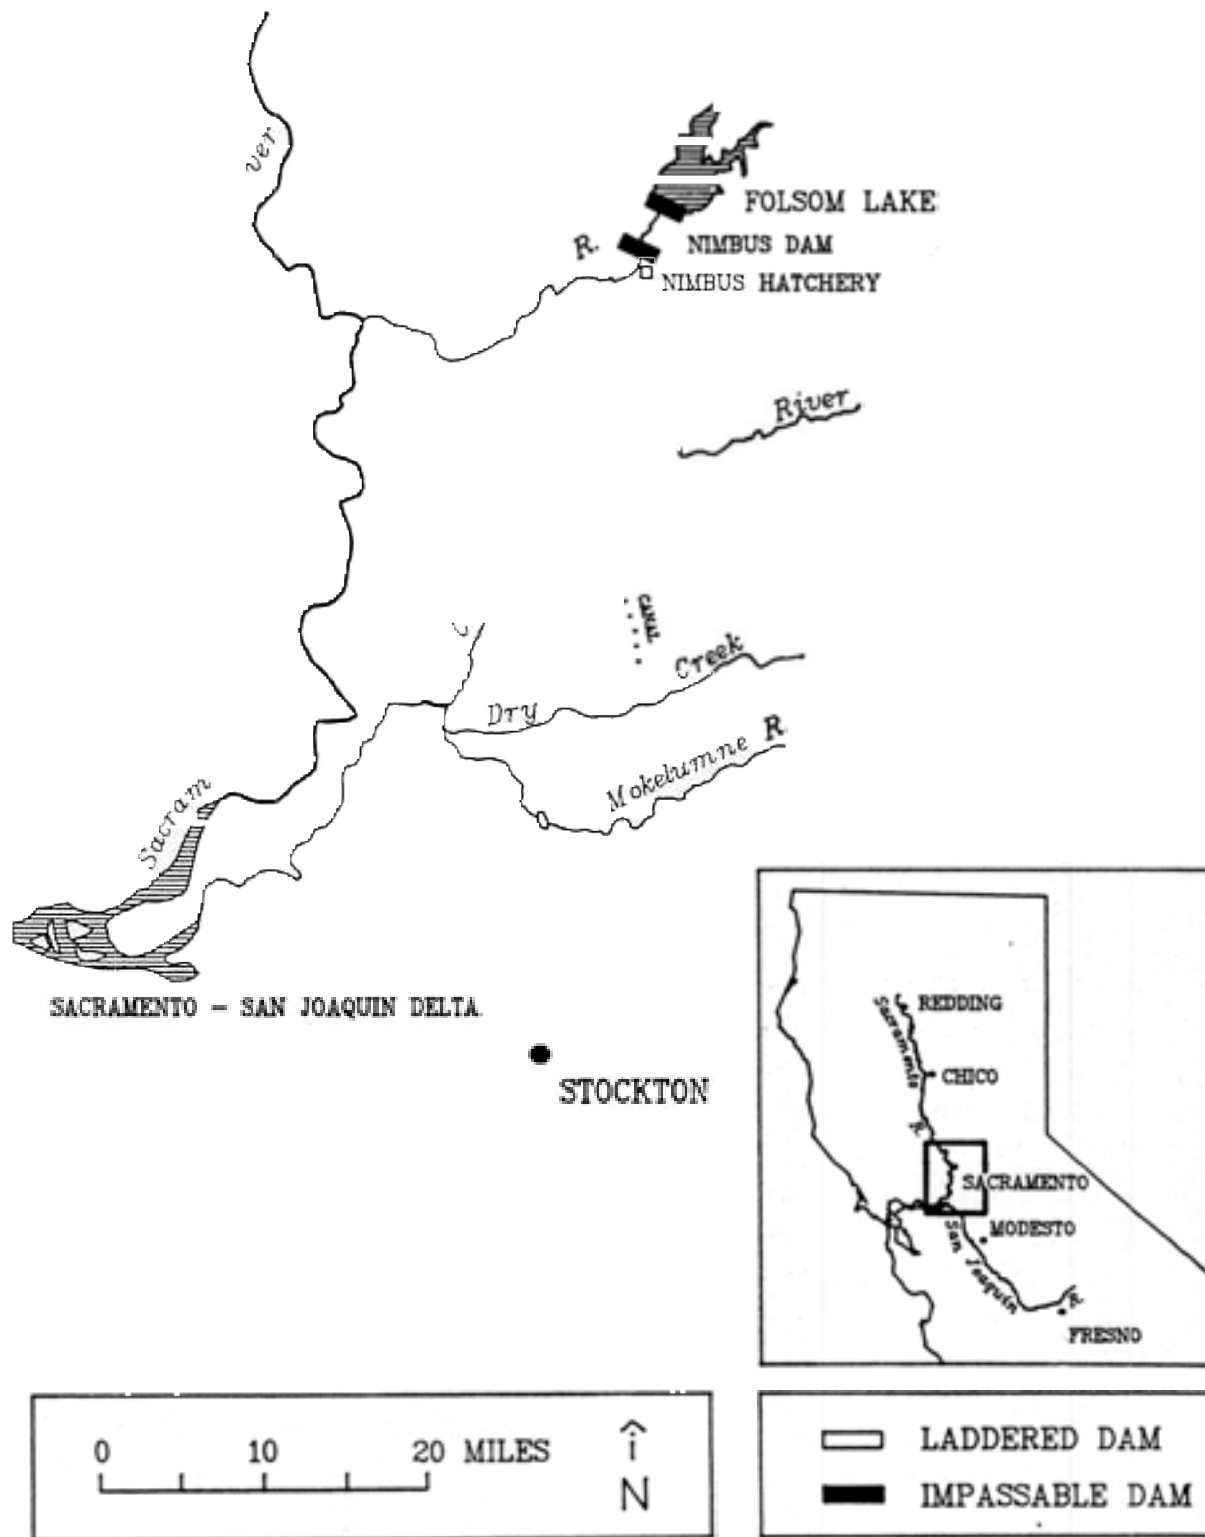 ver
FOLSOM LAKE
R.
NIMBUS DAM
NIMBUS HATCHERY
River
CANAL
C
Dry Creek
Mokelumne R
Sacram
SACRAMENTO – SAN JOAQUIN DELTA
STOCKTON
REDDING
Sacramento R.
CHICO
SACRAMENTO
MODESTO
San Joaquin R.
FRESNO
0 10 20 MILES
N
LADDERED DAM
IMPASSABLE DAM